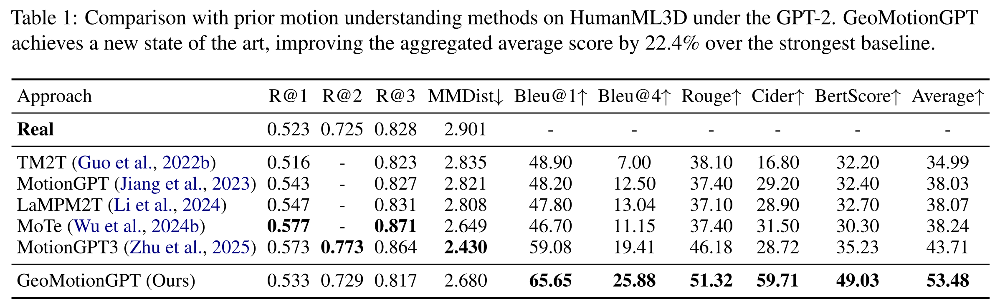 Table 1: Comparison with prior motion understanding methods on HumanML3D under the GPT-2. GeoMotionGPT
achieves a new state of the art, improving the aggregated average score by 22.4% over the strongest baseline.
Approach R@1 R@2 R@3 MMDist↓ Bleu@1↑ Bleu@4↑ Rouge↑ Cider↑ BertScore↑ Average↑
Real 0.523 0.725 0.828 2.901 - - - - - -
TM2T (Guo et al., 2022b) 0.516 - 0.823 2.835 48.90 7.00 38.10 16.80 32.20 34.99
MotionGPT (Jiang et al., 2023) 0.543 - 0.827 2.821 48.20 12.50 37.40 29.20 32.40 38.03
LaMPM2T (Li et al., 2024) 0.547 - 0.831 2.808 47.80 13.04 37.10 28.90 32.70 38.07
MoTe (Wu et al., 2024b) 0.577 - 0.871 2.649 46.70 11.15 37.40 31.50 30.30 38.24
MotionGPT3 (Zhu et al., 2025) 0.573 0.773 0.864 2.430 59.08 19.41 46.18 28.72 35.23 43.71
GeoMotionGPT (Ours) 0.533 0.729 0.817 2.680 65.65 25.88 51.32 59.71 49.03 53.48